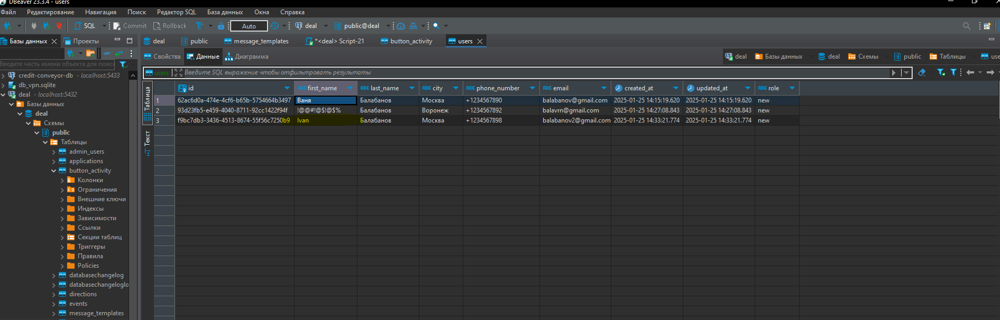 DBeaver 23.3.4 - users
Файл Редактирование Навигация Поиск Редактор SQL База данных Окна Справка
SQL Commit Rollback Auto deal public@deal
Базы данных Проекты
deal public message_templates *<deal> Script-21 button_activity users
Свойства Данные Диаграмма
deal Базы данных deal Схемы public Таблицы use
Введите часть имени объекта для поиск
users Введите SQL выражение чтобы отфильтровать результаты
credit-conveyor-db - localhost:5433
db_vpn.sqlite
deal - localhost:5432
Базы данных
deal
Схемы
public
Таблицы
admin_users
applications
button_activity
Колонки
Ограничения
Внешние ключи
Индексы
Зависимости
Ссылки
Секции таблиц
Триггеры
Правила
Policies
databasechangelog
databasechangeloglo
directions
events
message_templates
Таблица
Текст
id ABC first_name ABC last_name ABC city ABC phone_number ABC email created_at updated_at ABC role
1 62ac6d0a-474e-4cf6-b65b-5754664b3497 Ваня Балабанов Москва +1234567890 balabanov@gmail.com 2025-01-25 14:15:19.620 2025-01-25 14:15:19.620 new
2 93d23fb5-e459-4040-8711-92cc1422f94f !@@#!@$!@$% Балабанов Воронеж +1234567892 balavrn@gmail.com 2025-01-25 14:27:08.843 2025-01-25 14:27:08.843 new
3 f9bc7db3-3436-4513-8674-55f56c7250b9 Ivan Балабанов Москва +1234567898 balabanov2@gmail.com 2025-01-25 14:33:21.774 2025-01-25 14:33:21.774 new